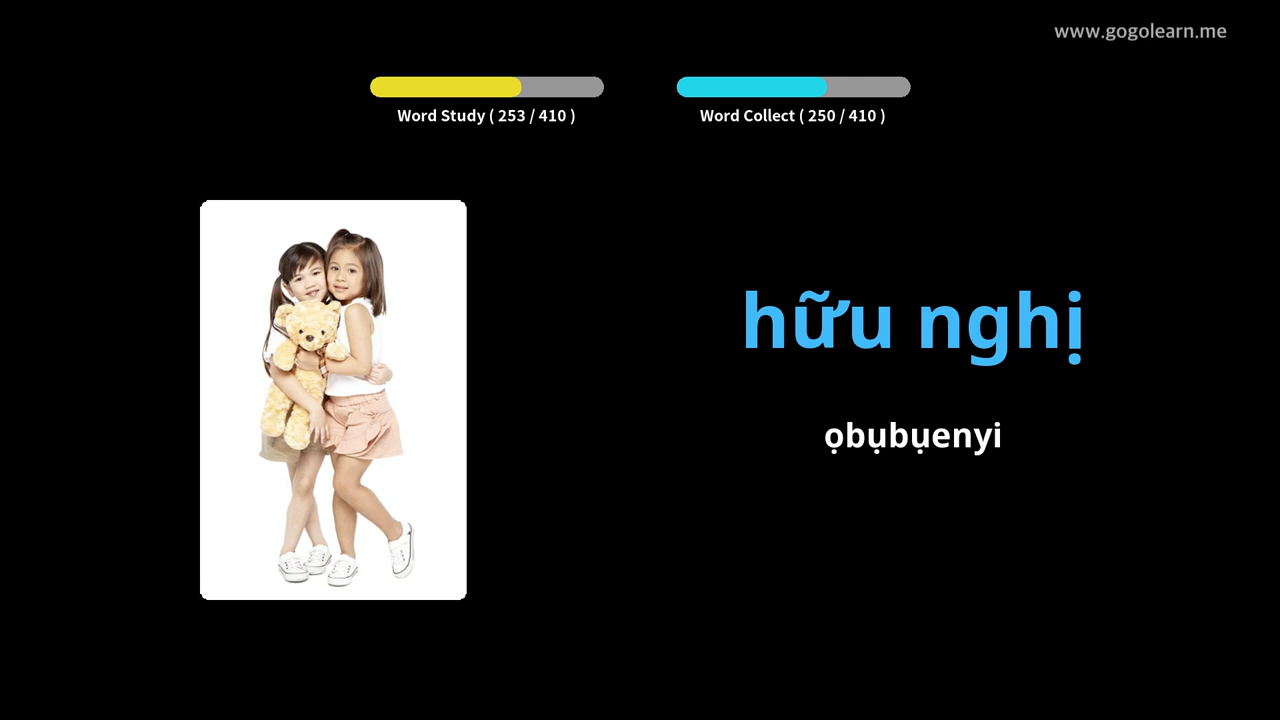 www.gogolearn.me
Word Study ( 253 / 410 )
Word Collect ( 250 / 410 )
hữu nghị
ọbụbụenyi